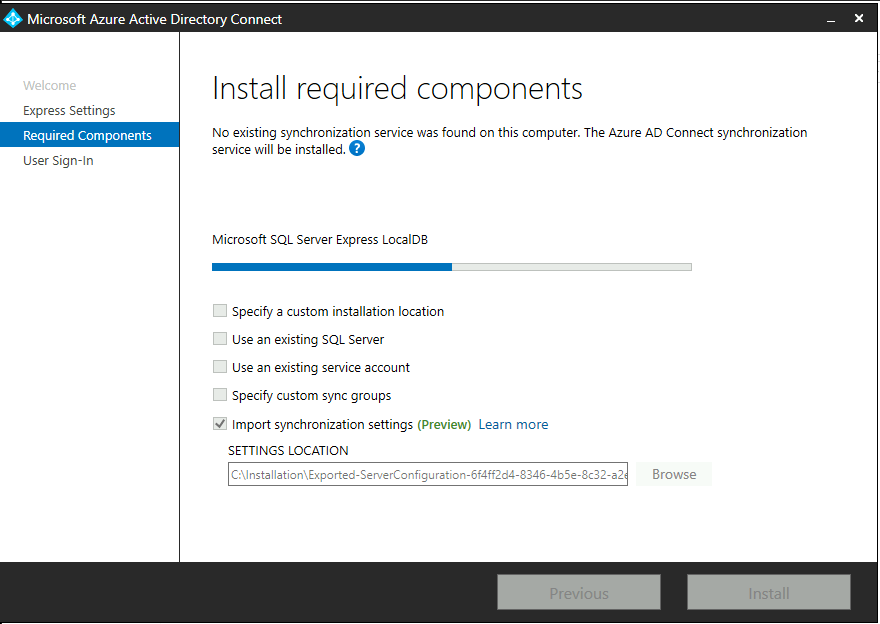 Microsoft Azure Active Directory Connect
Welcome
Express Settings
Required Components
User Sign-In
Install required components
No existing synchronization service was found on this computer. The Azure AD Connect synchronization
service will be installed. ?
Microsoft SQL Server Express LocalDB
Specify a custom installation location
Use an existing SQL Server
Use an existing service account
Specify custom sync groups
Import synchronization settings (Preview) Learn more
SETTINGS LOCATION
C:\Installation\Exported-ServerConfiguration-6f4ff2d4-8346-4b5e-8c32-a2e
Browse
Previous
Install